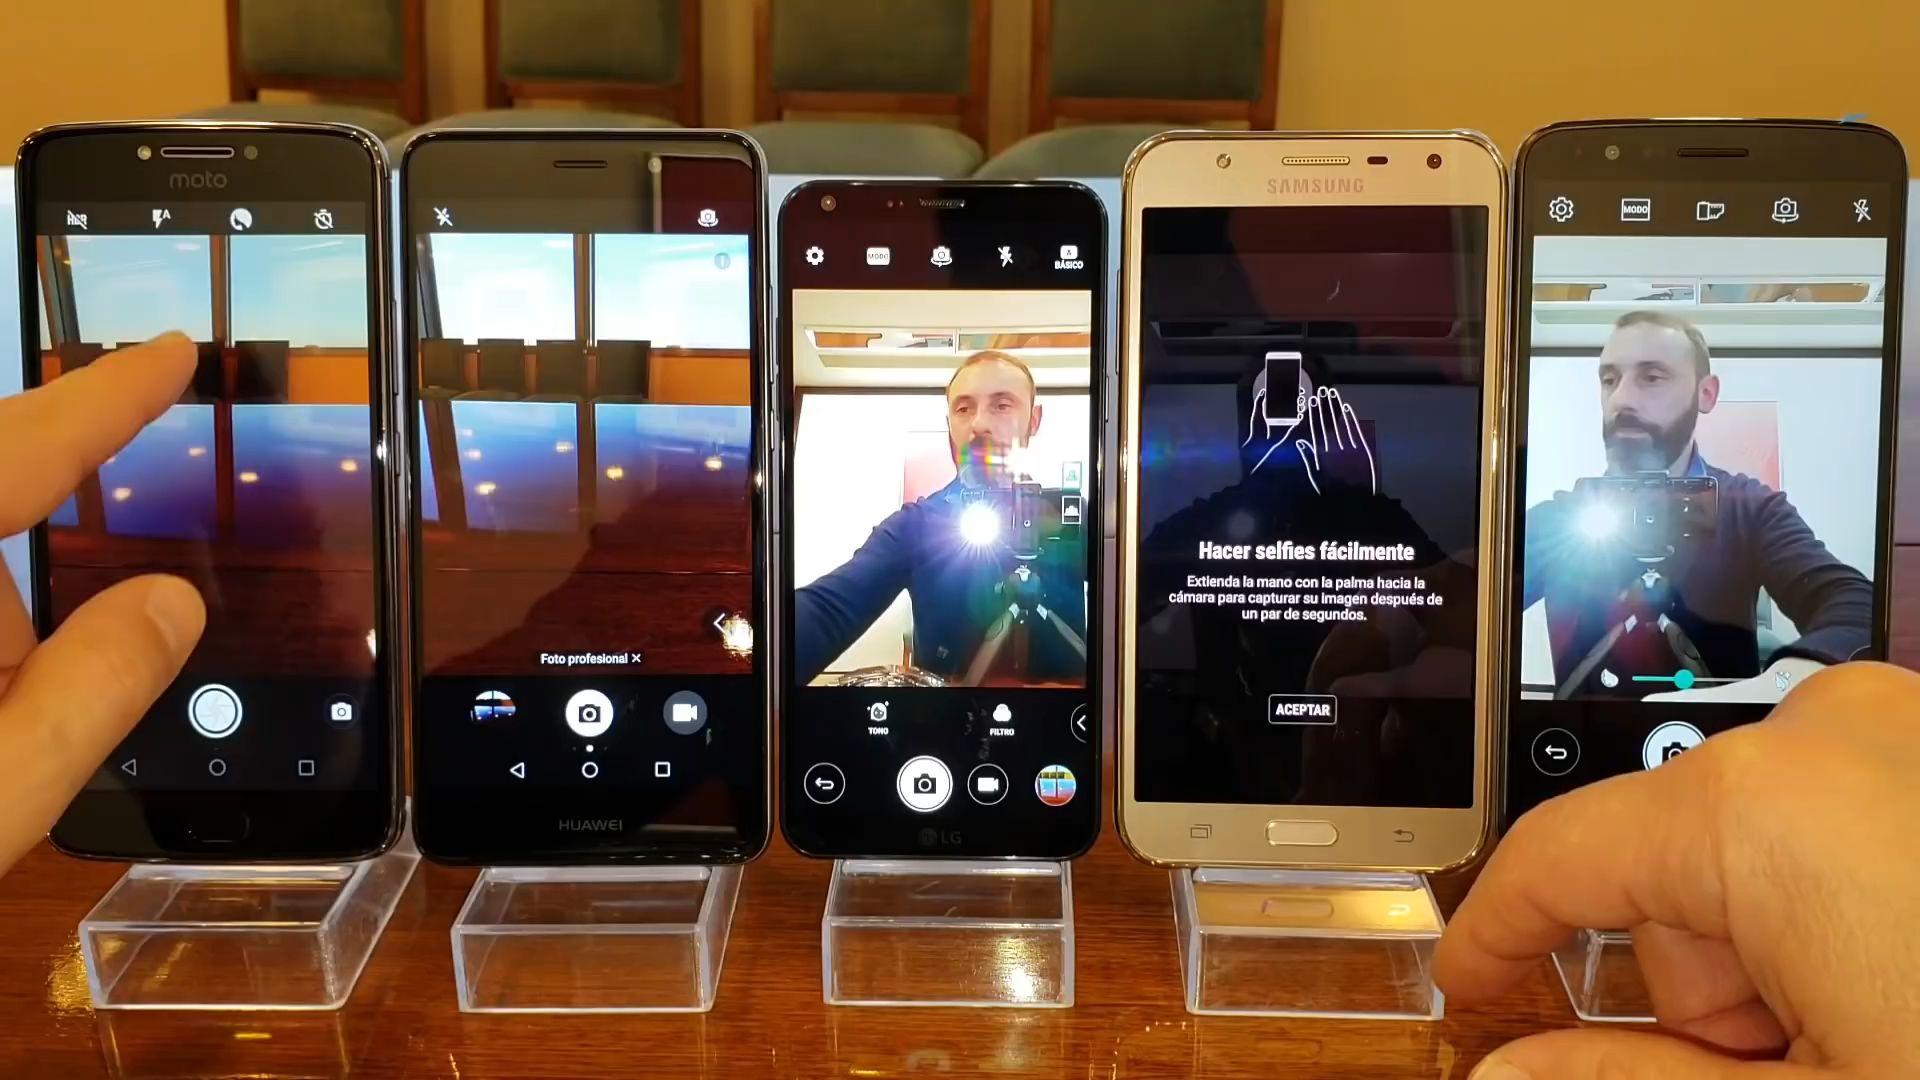 moto
HDR
A
HUAWEI
Foto profesional ✕
MODO
A
BÁSICO
TONO
FILTRO
LG
SAMSUNG
Hacer selfies fácilmente
Extienda la mano con la palma hacia la
cámara para capturar su imagen después de
un par de segundos.
ACEPTAR
MODO